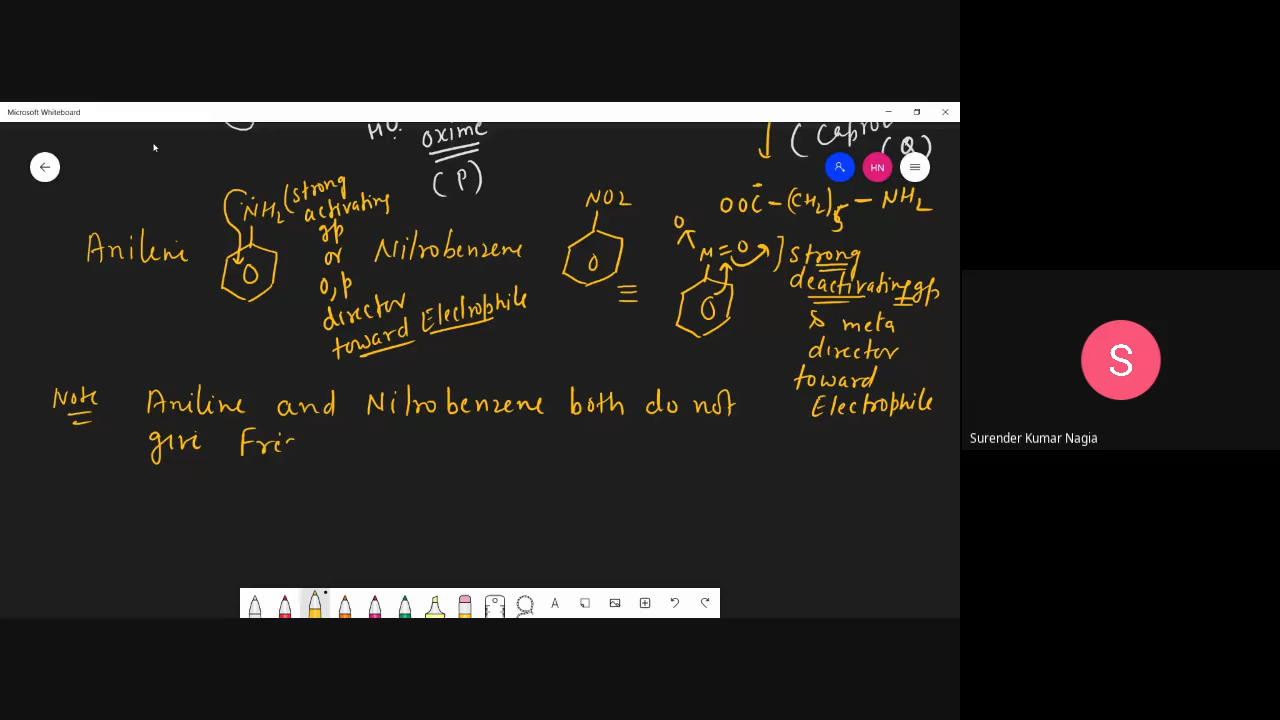 Microsoft Whiteboard
oxime
(P)
(Q)
HN
NH2 (strong
activating
gp
or
o,p
director
toward Electrophile
Aniline
Nitrobenzene
NO2
OOC - (CH2)5 - NH2
O
N = O ] strong
deactivating gp
& meta
director
toward
Electrophile
Note Aniline and Nitrobenzene both do not
give Fri
S
Surender Kumar Nagia
A